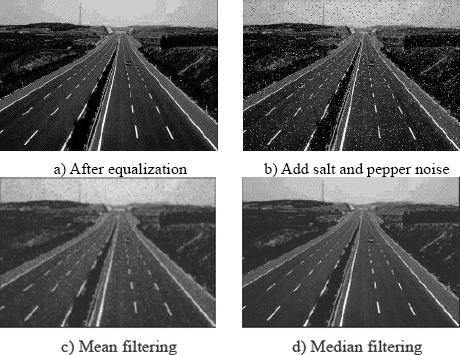 a) After equalization
b) Add salt and pepper noise
c) Mean filtering
d) Median filtering